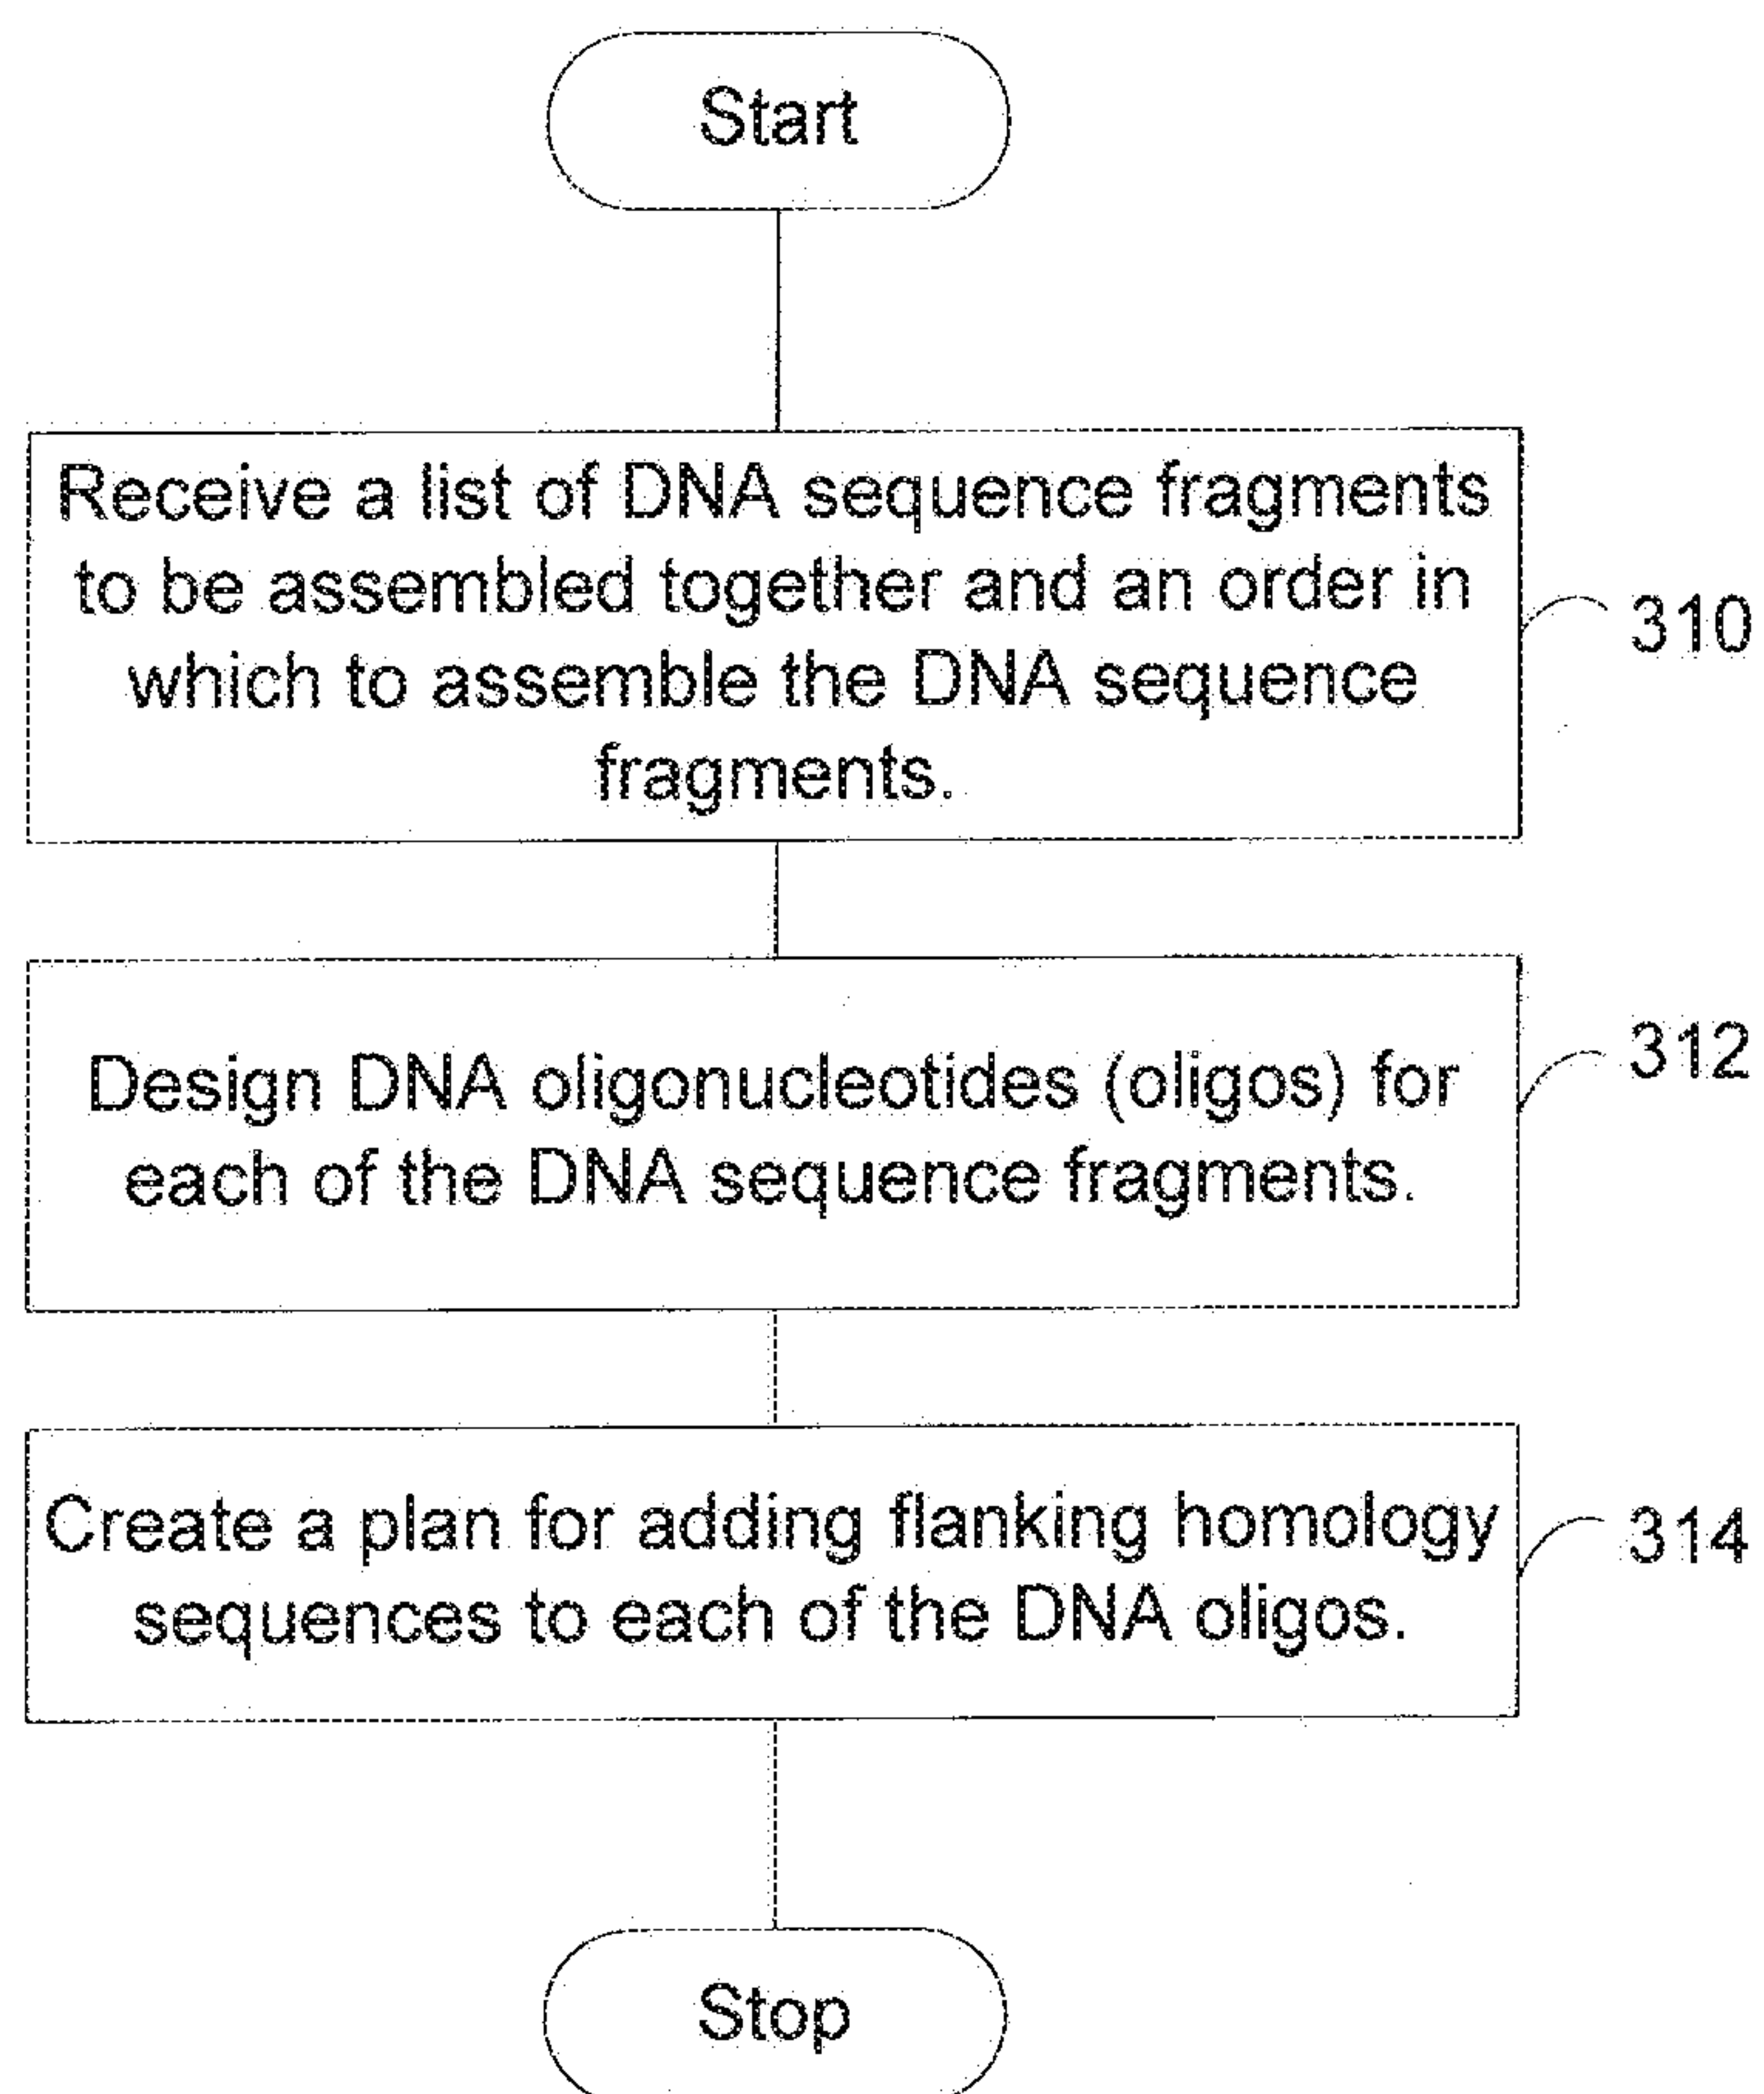 Start
Receive a list of DNA sequence fragments
to be assembled together and an order in
which to assemble the DNA sequence
fragments.
310
Design DNA oligonucleotides (oligos) for
each of the DNA sequence fragments.
312
Create a plan for adding flanking homology
sequences to each of the DNA oligos.
314
Stop